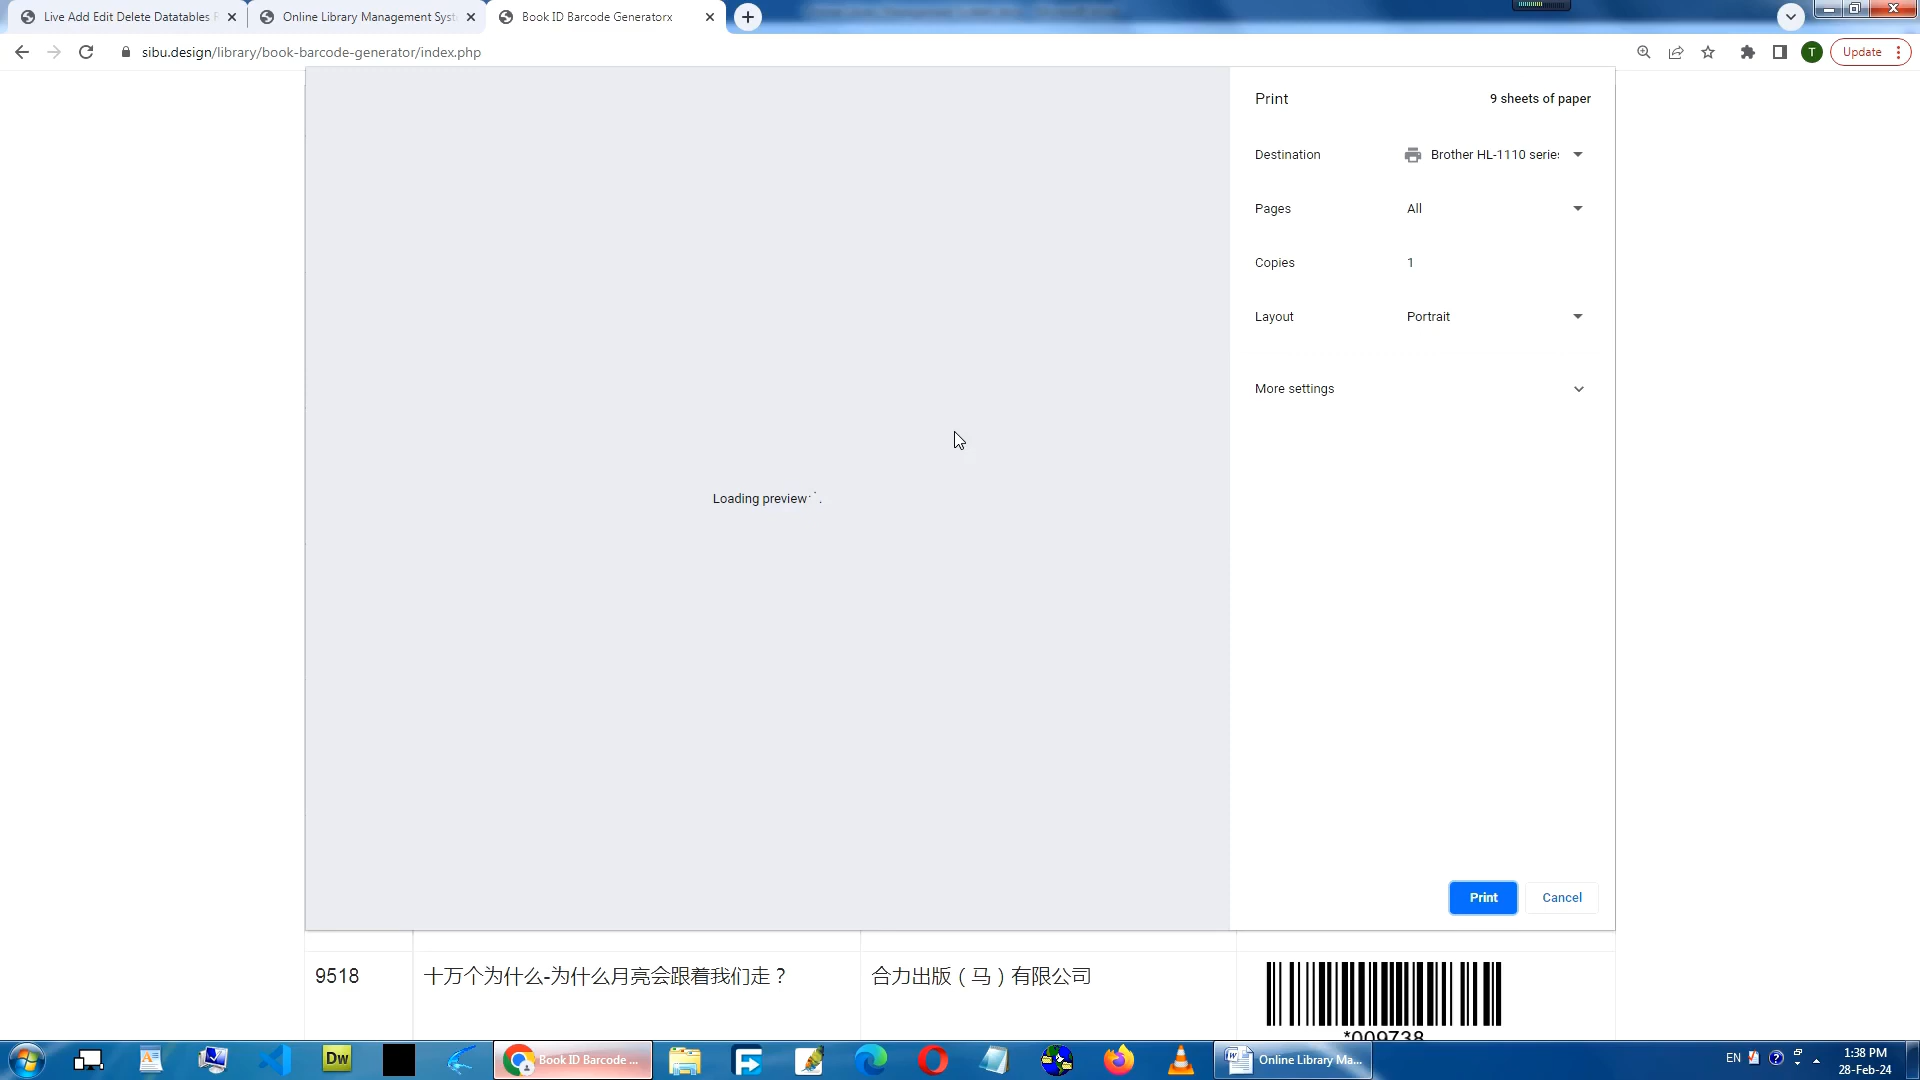 Live Add Edit Delete Datatables
Online Library Management Syst
Book ID Barcode Generatorx
sibu.design/library/book-barcode-generator/index.php
T
Update
Print
9 sheets of paper
Destination
Brother HL-1110 series
Pages
All
Copies
1
Layout
Portrait
More settings
Loading preview
Print
Cancel
9518
十万个为什么-为什么月亮会跟着我们走？
合力出版（马）有限公司
*009738
Dw
Book ID Barcode ...
Online Library Ma...
EN
1:38 PM
28-Feb-24